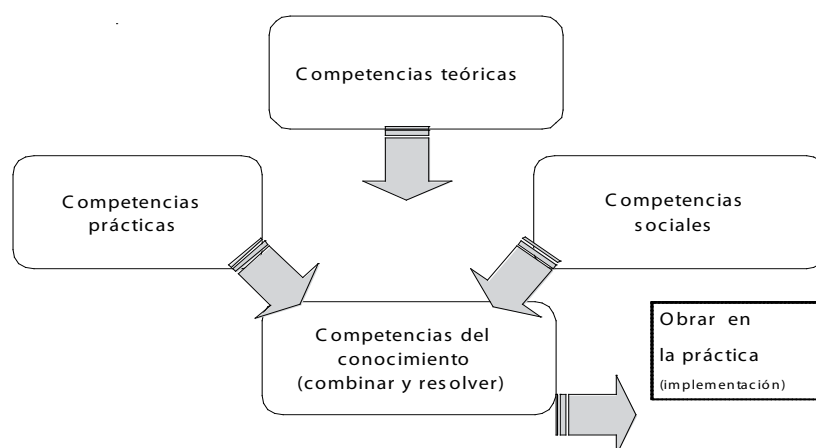 Competencias teóricas
Competencias
prácticas
Competencias
sociales
Competencias del
conocimiento
(combinar y resolver)
Obrar en
la práctica
(implementación)